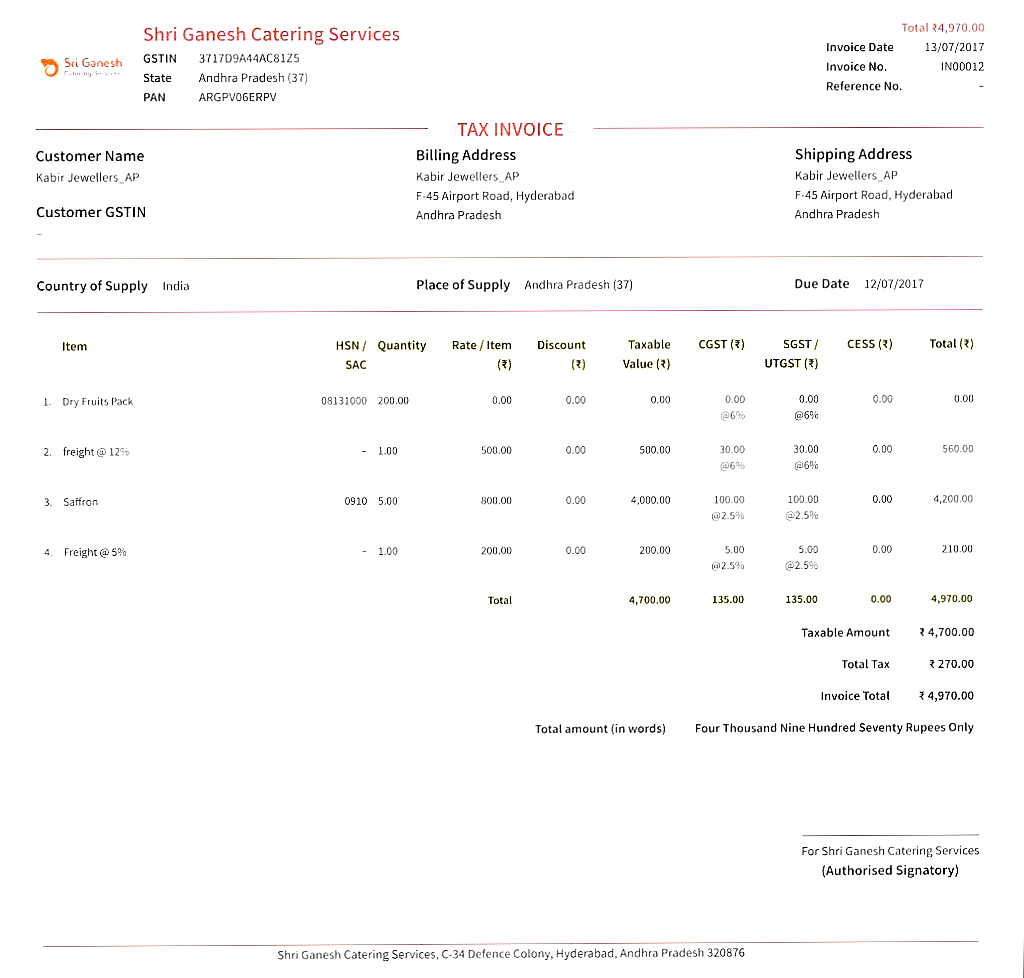 Shri Ganesh Catering Services
Sri Ganesh
Catering Services
GSTIN 3717D9A44AC81Z5
State Andhra Pradesh (37)
PAN ARGPV06ERPV
Total ₹4,970.00
Invoice Date 13/07/2017
Invoice No. IN00012
Reference No. –
TAX INVOICE
Customer Name
Kabir Jewellers_AP
Customer GSTIN
–
Billing Address
Kabir Jewellers_AP
F-45 Airport Road, Hyderabad
Andhra Pradesh
Shipping Address
Kabir Jewellers_AP
F-45 Airport Road, Hyderabad
Andhra Pradesh
Country of Supply India Place of Supply Andhra Pradesh (37) Due Date 12/07/2017
Item HSN / Quantity Rate / Item Discount Taxable CGST (₹) SGST / CESS (₹) Total (₹)
SAC (₹) (₹) Value (₹) UTGST (₹)
1. Dry Fruits Pack 08131000 200.00 0.00 0.00 0.00 0.00 0.00 0.00 0.00
@6% @6%
2. freight @ 12% – 1.00 500.00 0.00 500.00 30.00 30.00 0.00 560.00
@6% @6%
3. Saffron 0910 5.00 800.00 0.00 4,000.00 100.00 100.00 0.00 4,200.00
@2.5% @2.5%
4. Freight @ 5% – 1.00 200.00 0.00 200.00 5.00 5.00 0.00 210.00
@2.5% @2.5%
Total 4,700.00 135.00 135.00 0.00 4,970.00
Taxable Amount ₹ 4,700.00
Total Tax ₹ 270.00
Invoice Total ₹ 4,970.00
Total amount (in words) Four Thousand Nine Hundred Seventy Rupees Only
For Shri Ganesh Catering Services
(Authorised Signatory)
Shri Ganesh Catering Services, C-34 Defence Colony, Hyderabad, Andhra Pradesh 320876